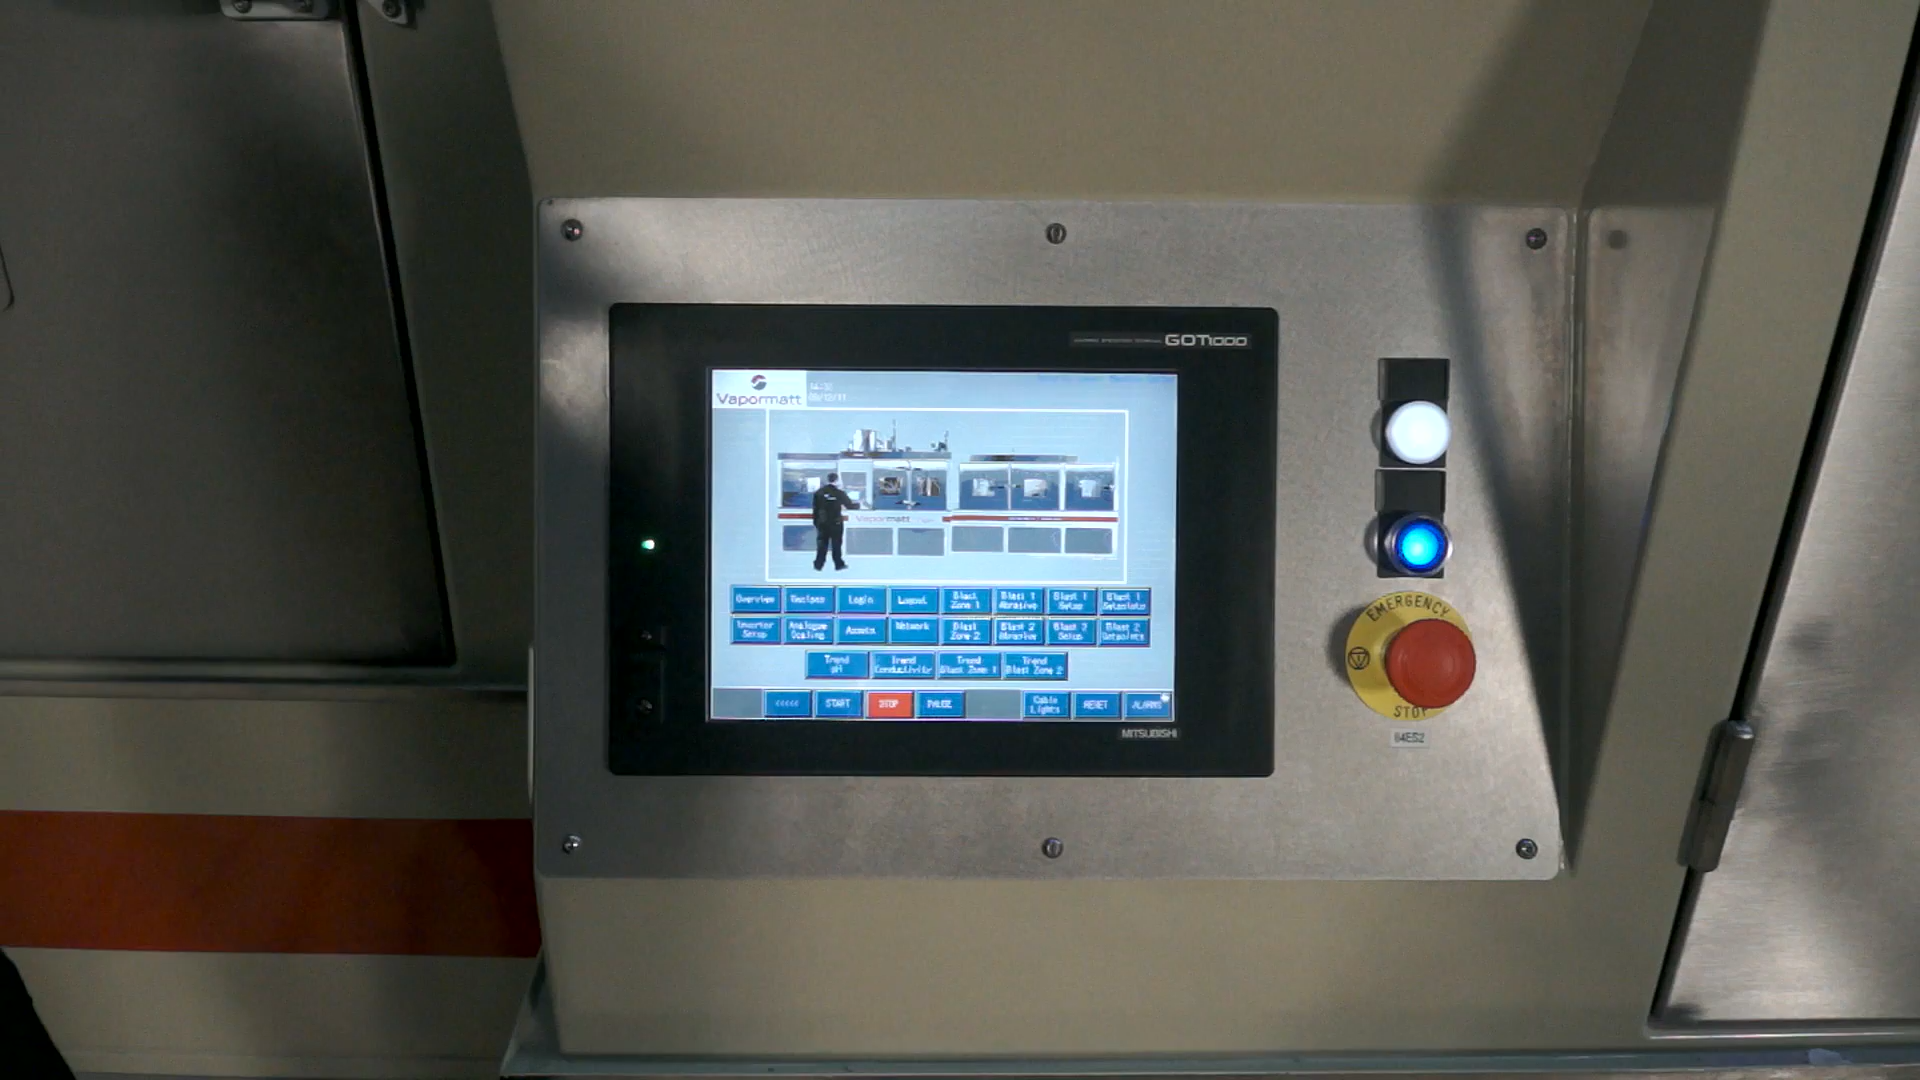 GOT1000
Vapormatt
Vapormatt
Overview Recipes Login Logout Blast Zone 1 Blast 1 Abrasive Blast 1 Setup Blast 1 Setpoints
Inverter Setup Analogue Scaling Assets Network Blast Zone 2 Blast 2 Abrasive Blast 2 Setup Blast 2 Setpoints
Trend pH Trend Conductivity Trend Blast Zone 1 Trend Blast Zone 2
<<<<< START STOP PAUSE Cabin Lights RESET ALARMS
MITSUBISHI
EMERGENCY
STOP
64ES2